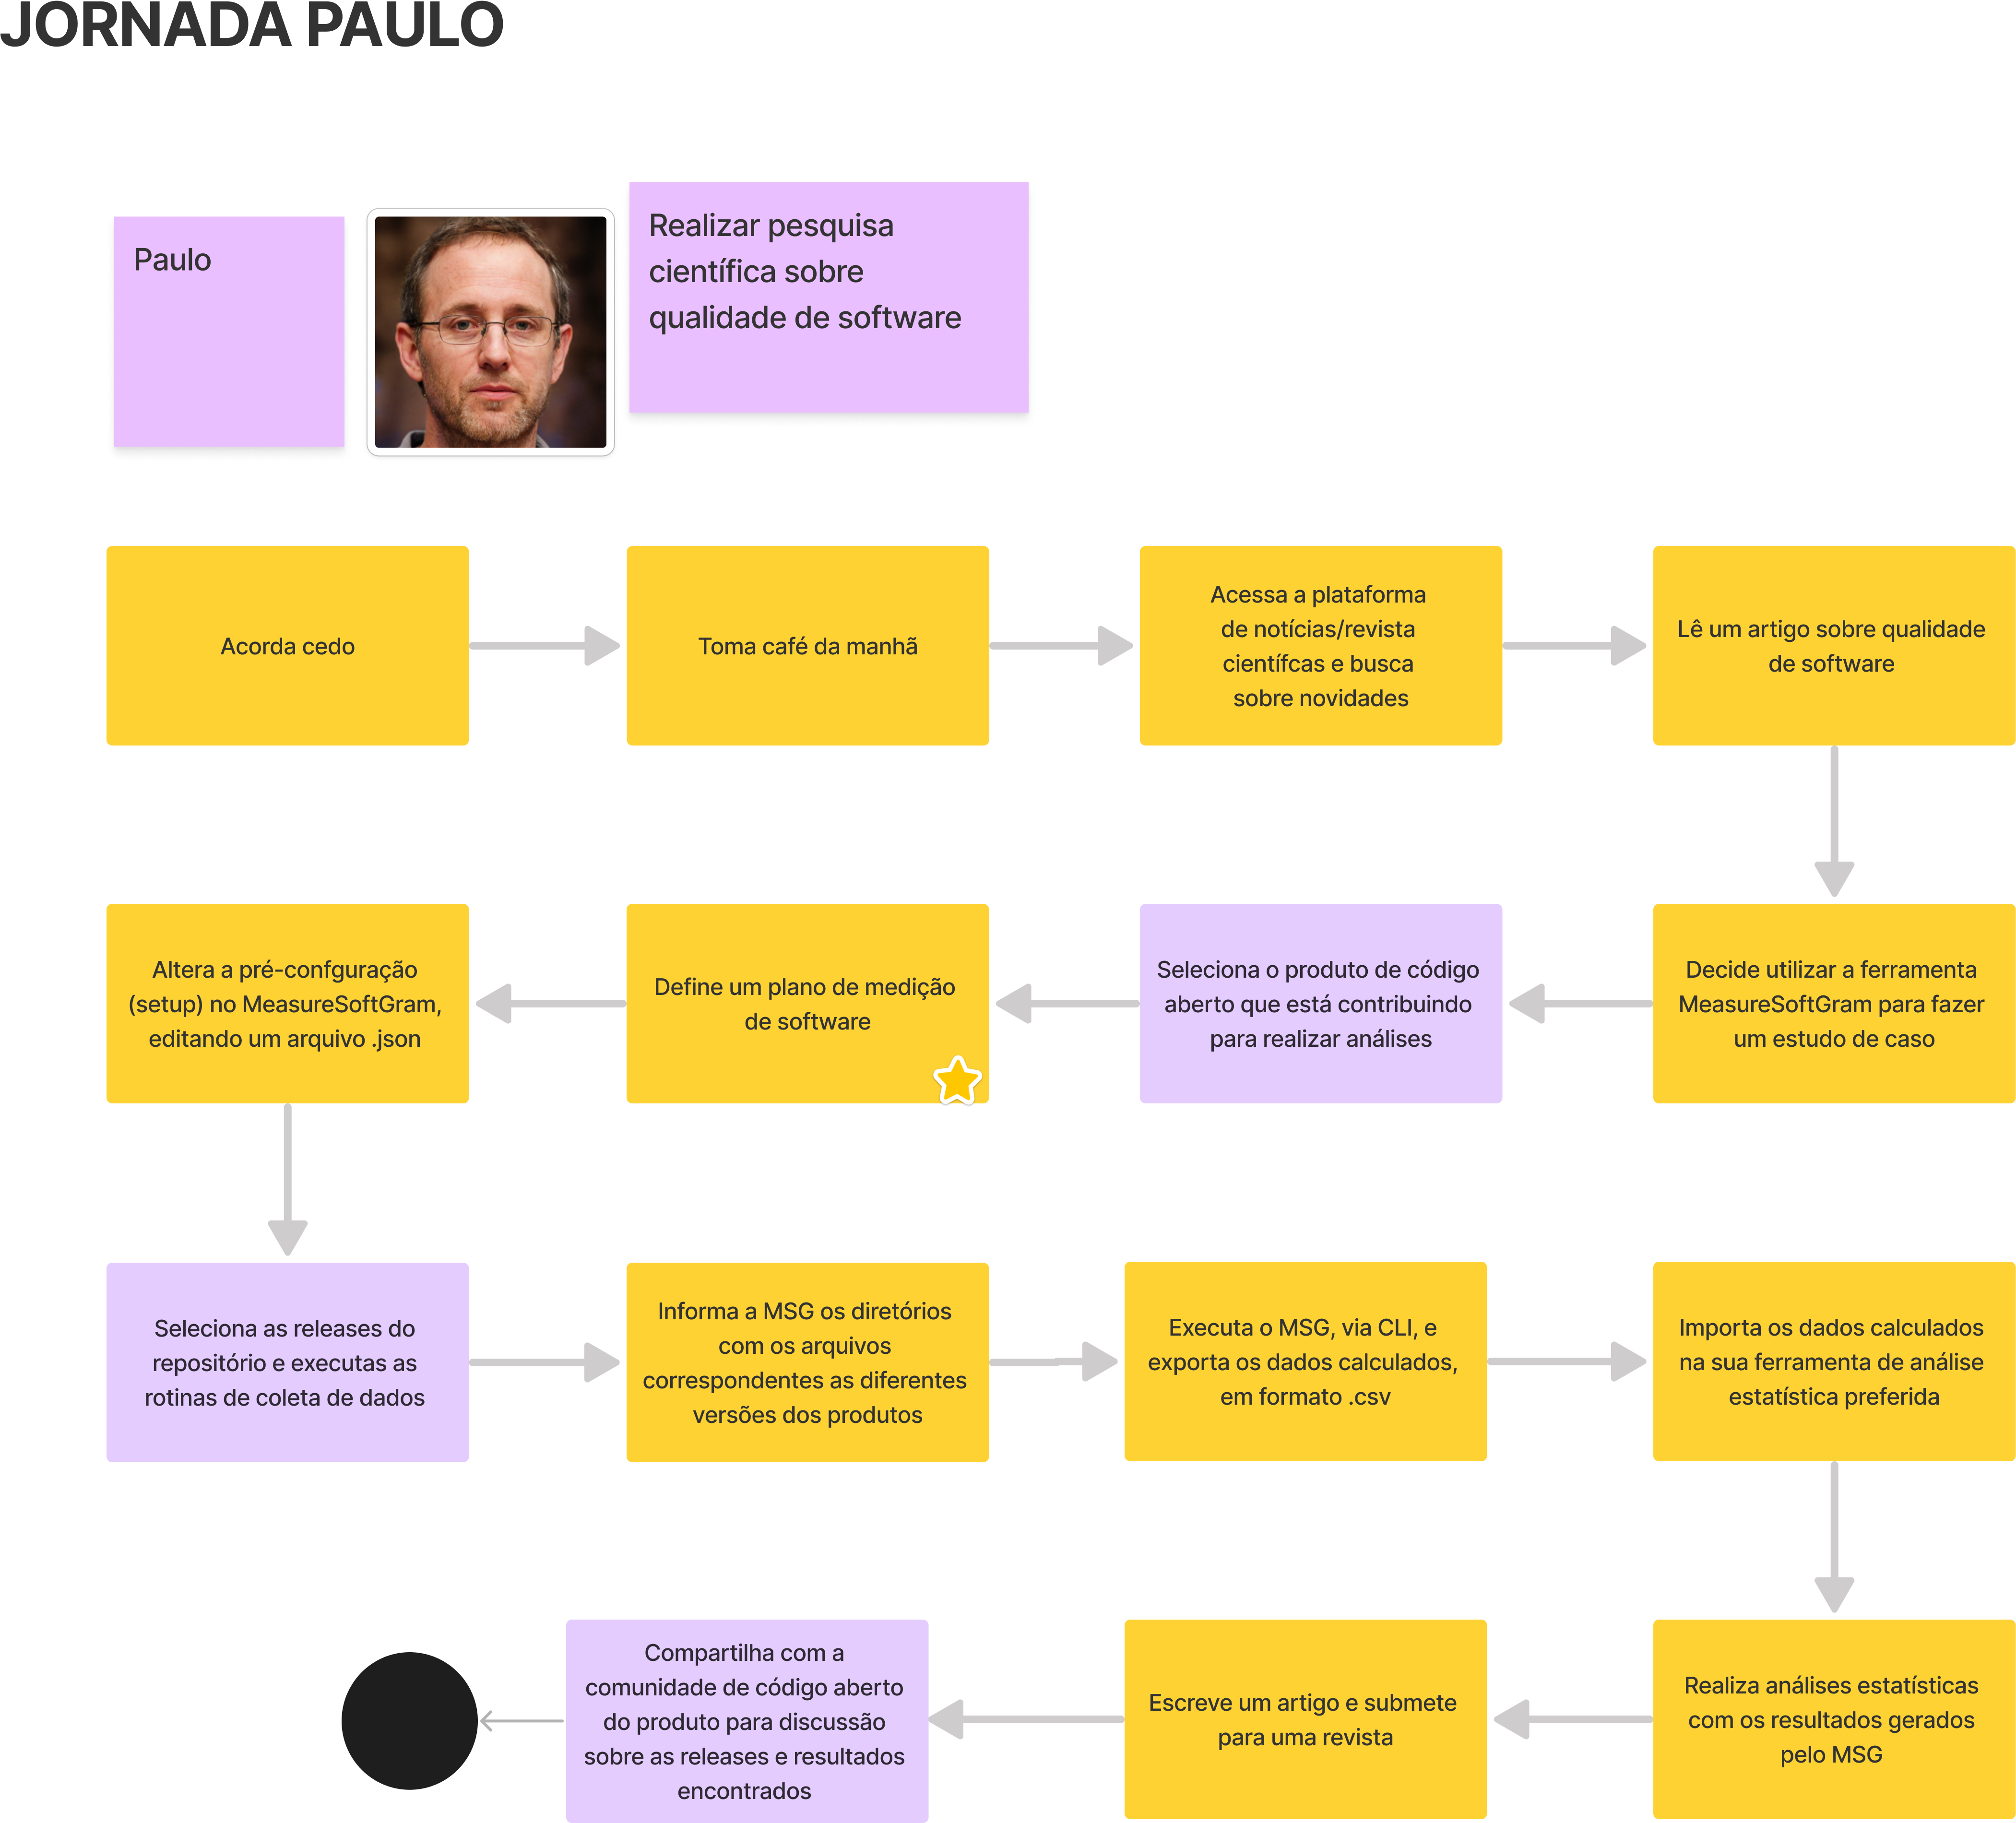 JORNADA PAULO
Paulo
Realizar pesquisa
científica sobre
qualidade de software
Acorda cedo
Toma café da manhã
Acessa a plataforma
de notícias/revista
científcas e busca
sobre novidades
Lê um artigo sobre qualidade
de software
Decide utilizar a ferramenta
MeasureSoftGram para fazer
um estudo de caso
Seleciona o produto de código
aberto que está contribuindo
para realizar análises
Define um plano de medição
de software
Altera a pré-confguração
(setup) no MeasureSoftGram,
editando um arquivo .json
Seleciona as releases do
repositório e executas as
rotinas de coleta de dados
Informa a MSG os diretórios
com os arquivos
correspondentes as diferentes
versões dos produtos
Executa o MSG, via CLI, e
exporta os dados calculados,
em formato .csv
Importa os dados calculados
na sua ferramenta de análise
estatística preferida
Realiza análises estatísticas
com os resultados gerados
pelo MSG
Escreve um artigo e submete
para uma revista
Compartilha com a
comunidade de código aberto
do produto para discussão
sobre as releases e resultados
encontrados